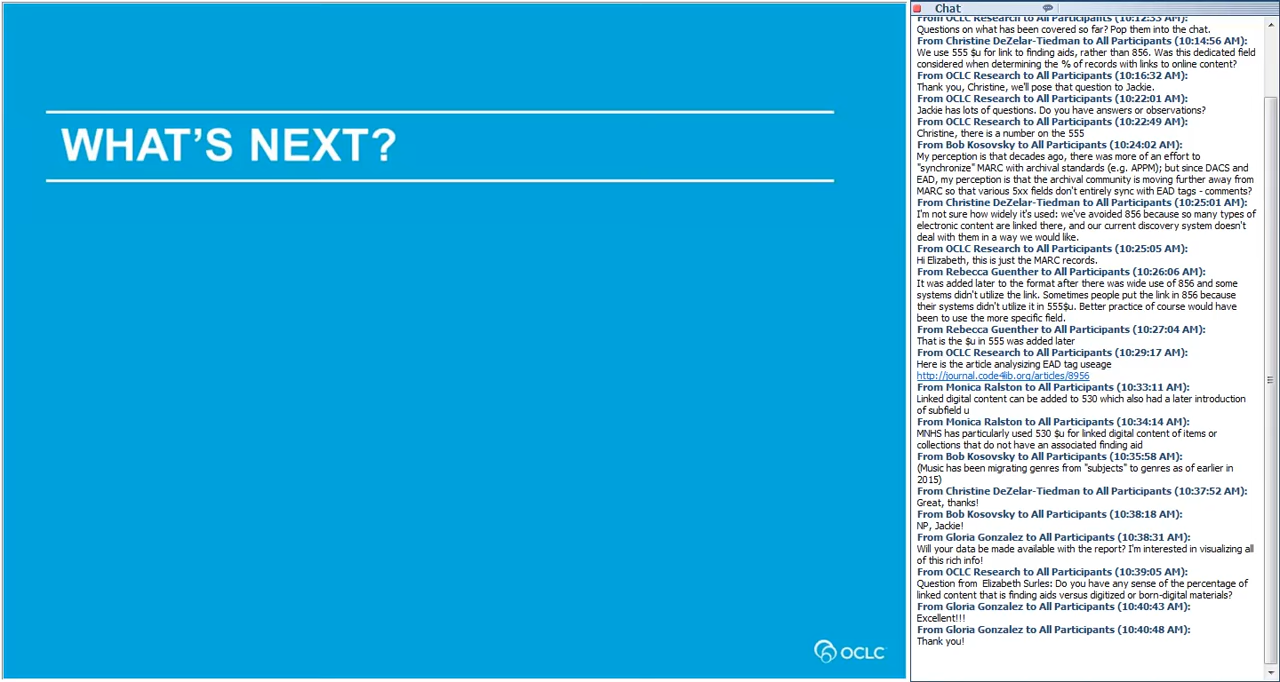 WHAT'S NEXT?
OCLC
Chat
From OCLC Research to All Participants (10:12:33 AM):
Questions on what has been covered so far? Pop them into the chat.
From Christine DeZelar-Tiedman to All Participants (10:14:56 AM):
We use 555 $u for link to finding aids, rather than 856. Was this dedicated field
considered when determining the % of records with links to online content?
From OCLC Research to All Participants (10:16:32 AM):
Thank you, Christine, we'll pose that question to Jackie.
From OCLC Research to All Participants (10:22:01 AM):
Jackie has lots of questions. Do you have answers or observations?
From OCLC Research to All Participants (10:22:49 AM):
Christine, there is a number on the 555
From Bob Kosovsky to All Participants (10:24:02 AM):
My perception is that decades ago, there was more of an effort to
"synchronize" MARC with archival standards (e.g. APPM); but since DACS and
EAD, my perception is that the archival community is moving further away from
MARC so that various 5xx fields don't entirely sync with EAD tags - comments?
From Christine DeZelar-Tiedman to All Participants (10:25:01 AM):
I'm not sure how widely it's used: we've avoided 856 because so many types of
electronic content are linked there, and our current discovery system doesn't
deal with them in a way we would like.
From OCLC Research to All Participants (10:25:05 AM):
Hi Elizabeth, this is just the MARC records.
From Rebecca Guenther to All Participants (10:26:06 AM):
It was added later to the format after there was wide use of 856 and some
systems didn't utilize the link. Sometimes people put the link in 856 because
their systems didn't utilize it in 555$u. Better practice of course would have
been to use the more specific field.
From Rebecca Guenther to All Participants (10:27:04 AM):
That is the $u in 555 was added later
From OCLC Research to All Participants (10:29:17 AM):
Here is the article analysizing EAD tag useage
http://journal.code4lib.org/articles/8956
From Monica Ralston to All Participants (10:33:11 AM):
Linked digital content can be added to 530 which also had a later introduction
of subfield u
From Monica Ralston to All Participants (10:34:14 AM):
MNHS has particularly used 530 $u for linked digital content of items or
collections that do not have an associated finding aid
From Bob Kosovsky to All Participants (10:35:58 AM):
(Music has been migrating genres from "subjects" to genres as of earlier in
2015)
From Christine DeZelar-Tiedman to All Participants (10:37:52 AM):
Great, thanks!
From Bob Kosovsky to All Participants (10:38:18 AM):
NP, Jackie!
From Gloria Gonzalez to All Participants (10:38:31 AM):
Will your data be made available with the report? I'm interested in visualizing all
of this rich info!
From OCLC Research to All Participants (10:39:05 AM):
Question from Elizabeth Surles: Do you have any sense of the percentage of
linked content that is finding aids versus digitized or born-digital materials?
From Gloria Gonzalez to All Participants (10:40:43 AM):
Excellent!!!
From Gloria Gonzalez to All Participants (10:40:48 AM):
Thank you!